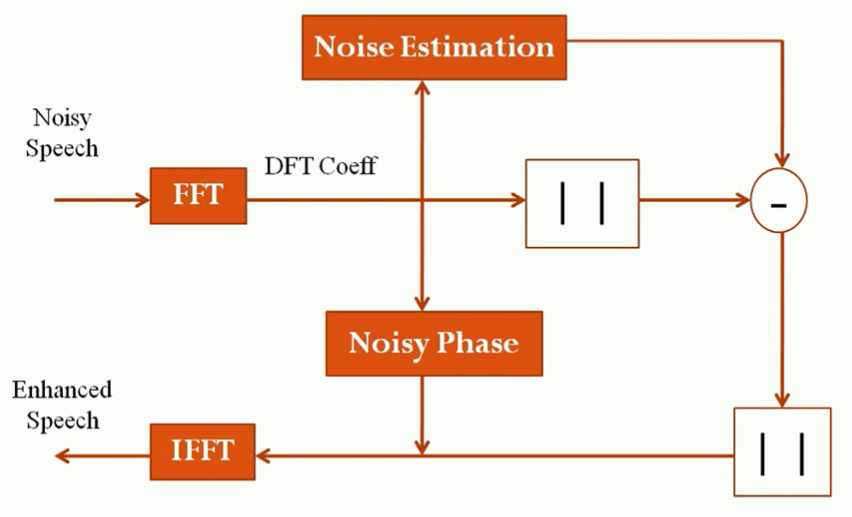 Noise Estimation
Noisy
Speech
DFT Coeff
FFT
| |
-
Noisy Phase
Enhanced
Speech
IFFT
| |